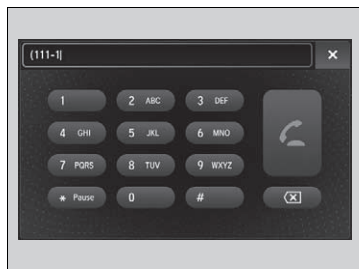 (111-1
1
2 ABC
3 DEF
4 GHI
5 JKL
6 MNO
7 PQRS
8 TUV
9 WXYZ
* Pause
0
#